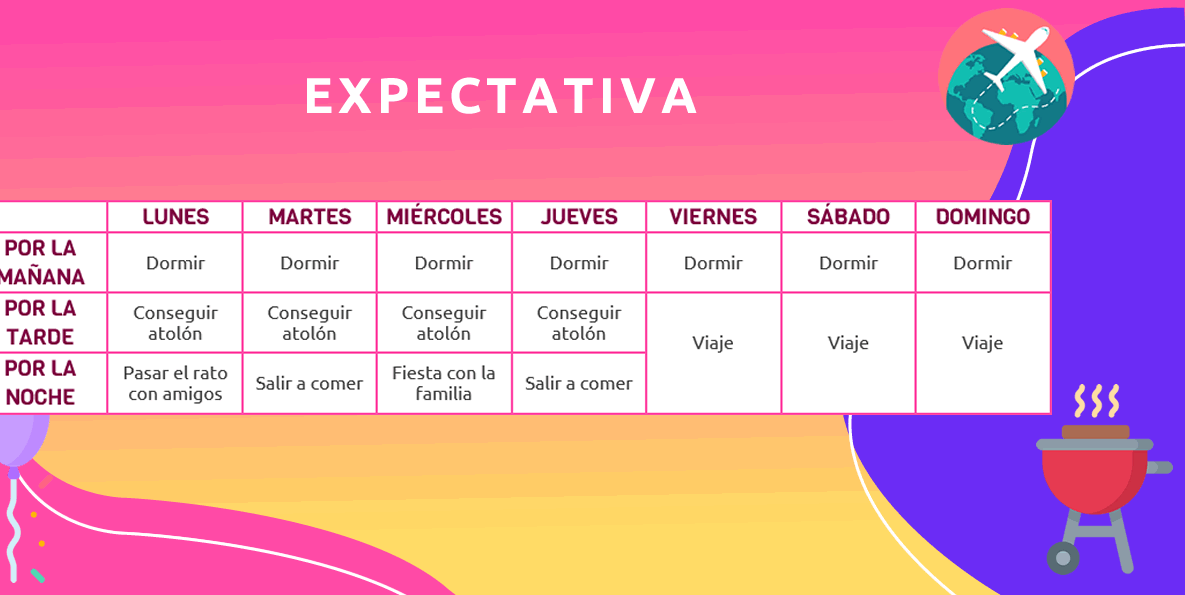 EXPECTATIVA
LUNES MARTES MIÉRCOLES JUEVES VIERNES SÁBADO DOMINGO
POR LA
MAÑANA
Dormir Dormir Dormir Dormir Dormir Dormir Dormir
POR LA
TARDE
Conseguir
atolón
Conseguir
atolón
Conseguir
atolón
Conseguir
atolón
Viaje Viaje Viaje
POR LA
NOCHE
Pasar el rato
con amigos
Salir a comer
Fiesta con la
familia
Salir a comer